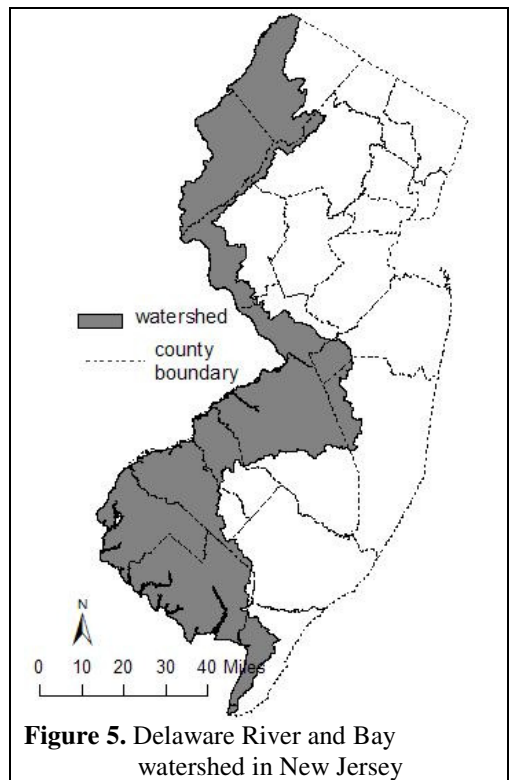 watershed
county
boundary
N
0 10 20 30 40 Miles
Figure 5. Delaware River and Bay
watershed in New Jersey